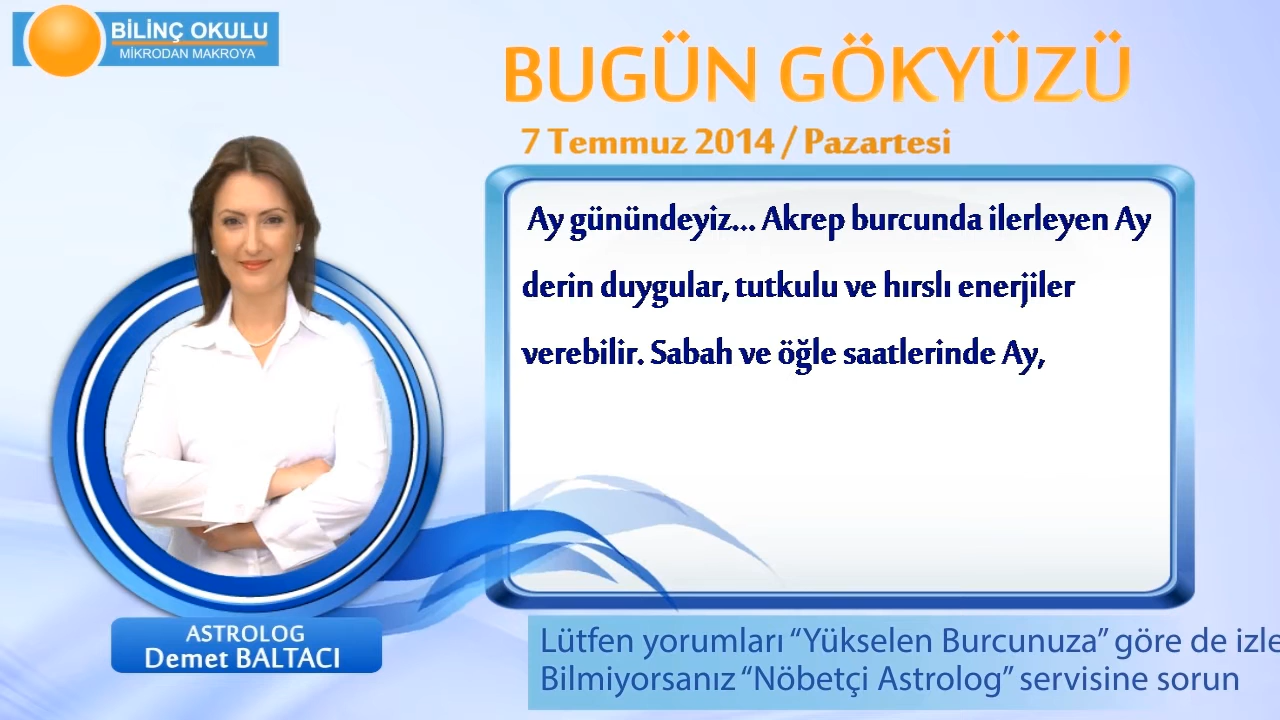 BİLİNÇ OKULU
MİKRODAN MAKROYA
BUGÜN GÖKYÜZÜ
7 Temmuz 2014 / Pazartesi
Ay günündeyiz... Akrep burcunda ilerleyen Ay
derin duygular, tutkulu ve hırslı enerjiler
verebilir. Sabah ve öğle saatlerinde Ay,
ASTROLOG
Demet BALTACI
Lütfen yorumları “Yükselen Burcunuza” göre de izle
Bilmiyorsanız “Nöbetçi Astrolog” servisine sorun